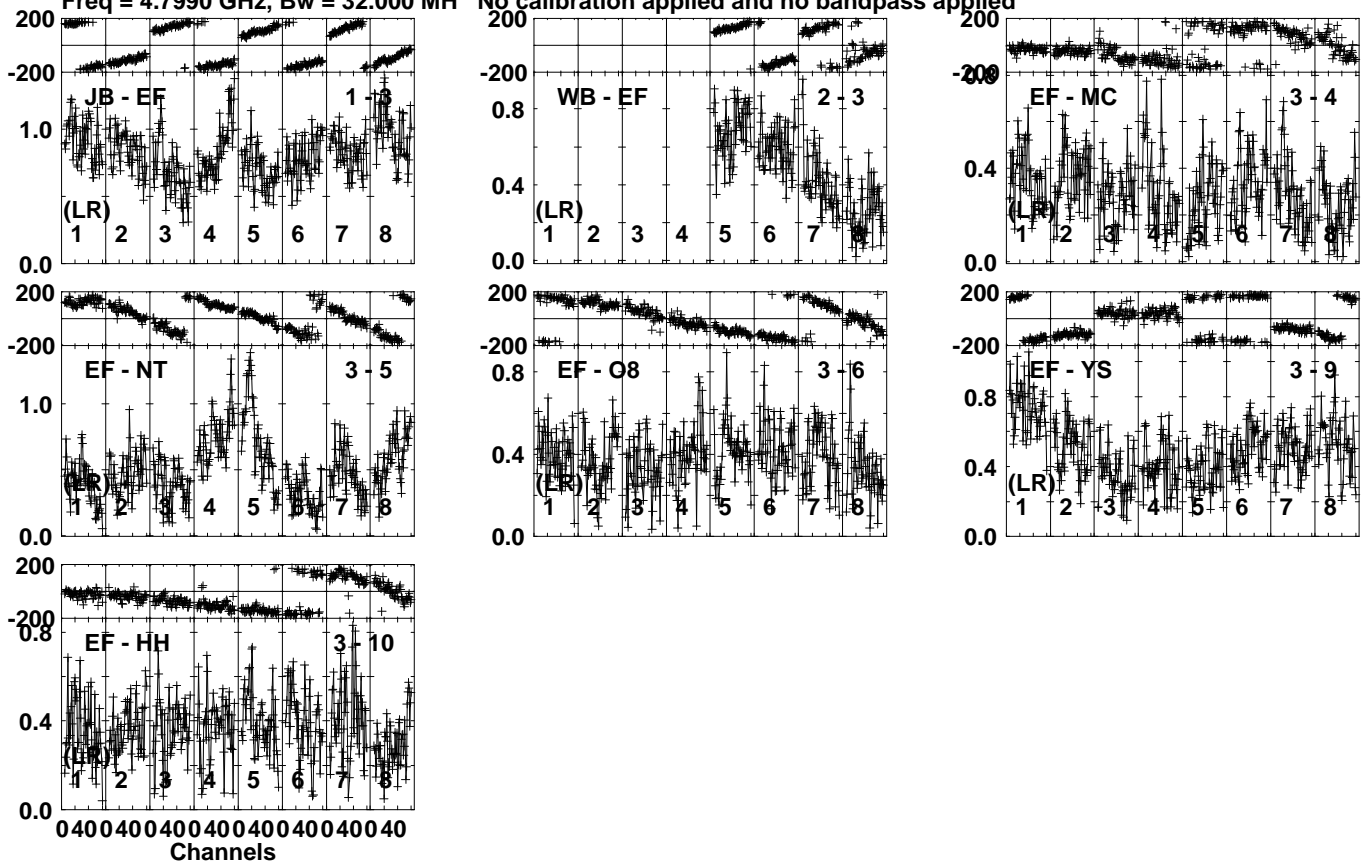 Freq = 4.7990 GHz, Bw = 32.000 MH No calibration applied and no bandpass applied
200
-200
JB - EF
1 - 3
1.0
(LR)
1 2 3 4 5 6 7 8
0.0
WB - EF
2 - 3
0.8
0.4
(LR)
1 2 3 4 5 6 7 8
0.0
-200
0.8
EF - MC
3 - 4
0.4
(LR)
1 2 3 4 5 6 7 8
0.0
200
-200
EF - NT
3 - 5
1.0
(LR)
1 2 3 4 5 6 7 8
0.0
200
-200
EF - O8
3 - 6
0.8
0.4
(LR)
1 2 3 4 5 6 7 8
0.0
200
-200
EF - YS
3 - 9
0.8
0.4
(LR)
1 2 3 4 5 6 7 8
0.0
200
-200
0.8
EF - HH
3 - 10
0.4
(LR)
1 2 3 4 5 6 7 8
0.0
0 40 0 40 0 40 0 40 0 40 0 40 0 40 0 40
Channels